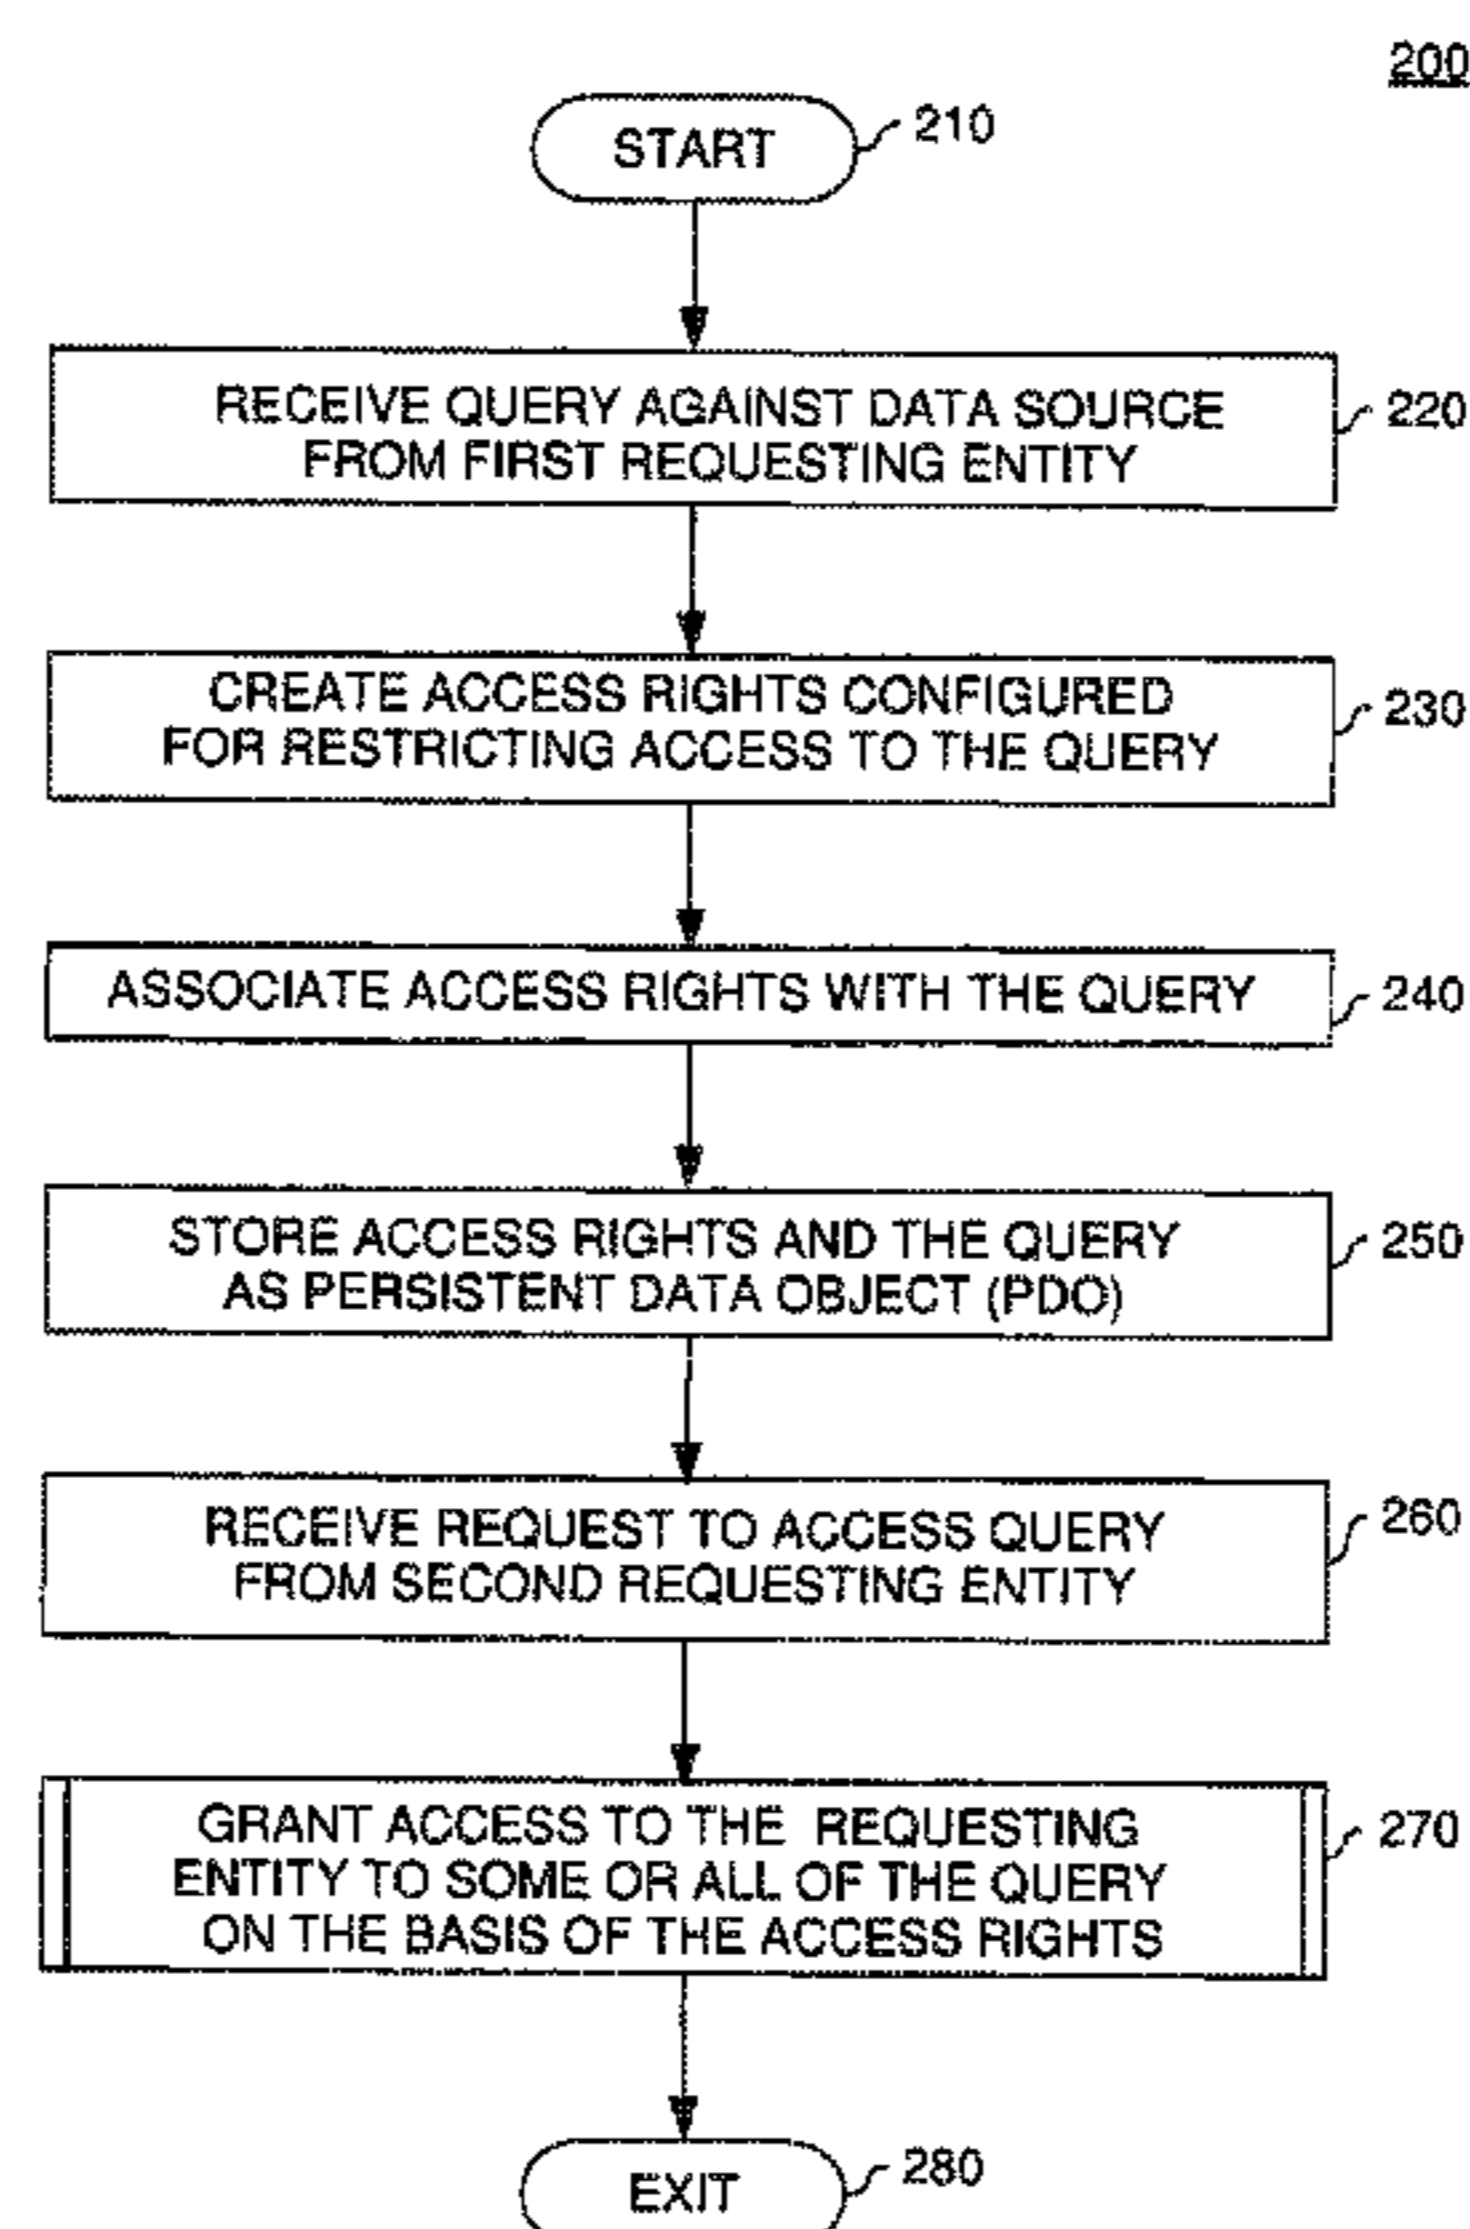 200
START
210
RECEIVE QUERY AGAINST DATA SOURCE
FROM FIRST REQUESTING ENTITY
220
CREATE ACCESS RIGHTS CONFIGURED
FOR RESTRICTING ACCESS TO THE QUERY
230
ASSOCIATE ACCESS RIGHTS WITH THE QUERY
240
STORE ACCESS RIGHTS AND THE QUERY
AS PERSISTENT DATA OBJECT (PDO)
250
RECEIVE REQUEST TO ACCESS QUERY
FROM SECOND REQUESTING ENTITY
260
GRANT ACCESS TO THE REQUESTING
ENTITY TO SOME OR ALL OF THE QUERY
ON THE BASIS OF THE ACCESS RIGHTS
270
EXIT
280